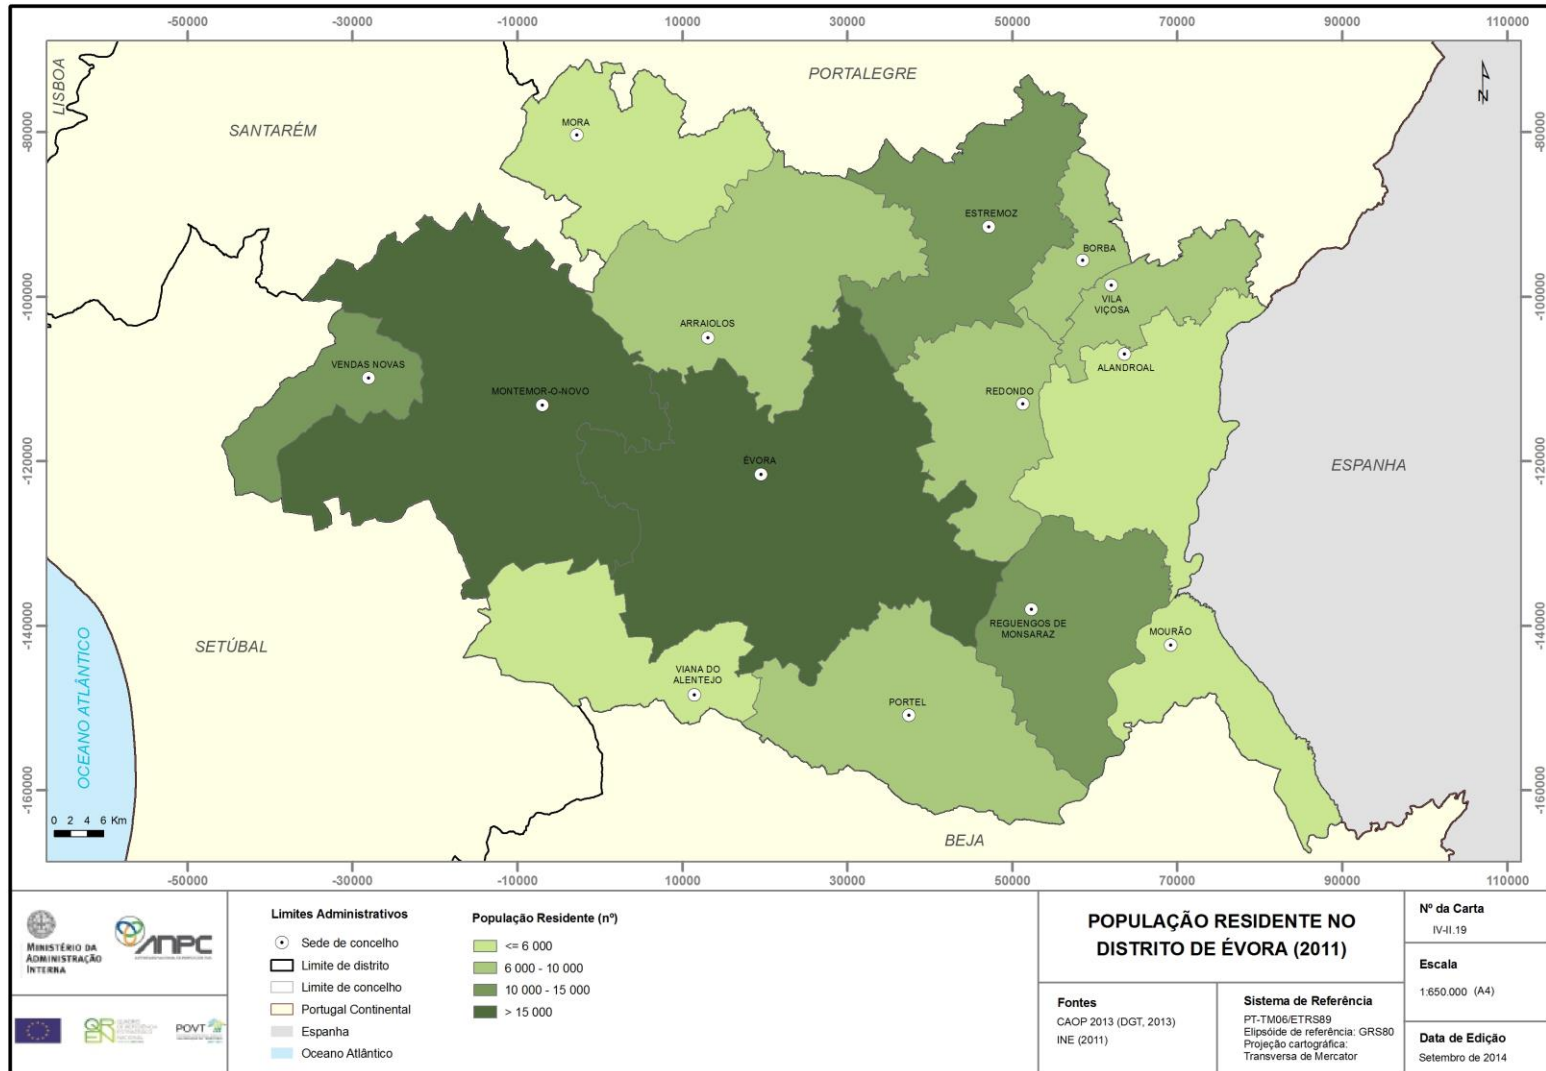 -50000
-30000
-10000
10000
30000
50000
70000
90000
110000
LISBOA
PORTALEGRE
SANTARÉM
N
-80000
-80000
MORA
ESTREMOZ
BORBA
VILA
VIÇOSA
-100000
-100000
ARRAIOLOS
VENDAS NOVAS
ALANDROAL
MONTEMOR-O-NOVO
REDONDO
-120000
-120000
ÉVORA
ESPANHA
-140000
-140000
REGUENGOS DE
MONSARAZ
MOURÃO
SETÚBAL
OCEANO ATLÂNTICO
VIANA DO
ALENTEJO
PORTEL
-160000
-160000
0 2 4 6 Km
BEJA
-50000
-30000
-10000
10000
30000
50000
70000
90000
110000
MINISTÉRIO DA
ADMINISTRAÇÃO
INTERNA
ANPC
QREN
POVT
Limites Administrativos
Sede de concelho
Limite de distrito
Limite de concelho
Portugal Continental
Espanha
Oceano Atlântico
População Residente (nº)
<= 6 000
6 000 - 10 000
10 000 - 15 000
> 15 000
POPULAÇÃO RESIDENTE NO
DISTRITO DE ÉVORA (2011)
Fontes
CAOP 2013 (DGT, 2013)
INE (2011)
Sistema de Referência
PT-TM06/ETRS89
Elipsóide de referência: GRS80
Projeção cartográfica:
Transversa de Mercator
Nº da Carta
IV-II.19
Escala
1:650.000 (A4)
Data de Edição
Setembro de 2014